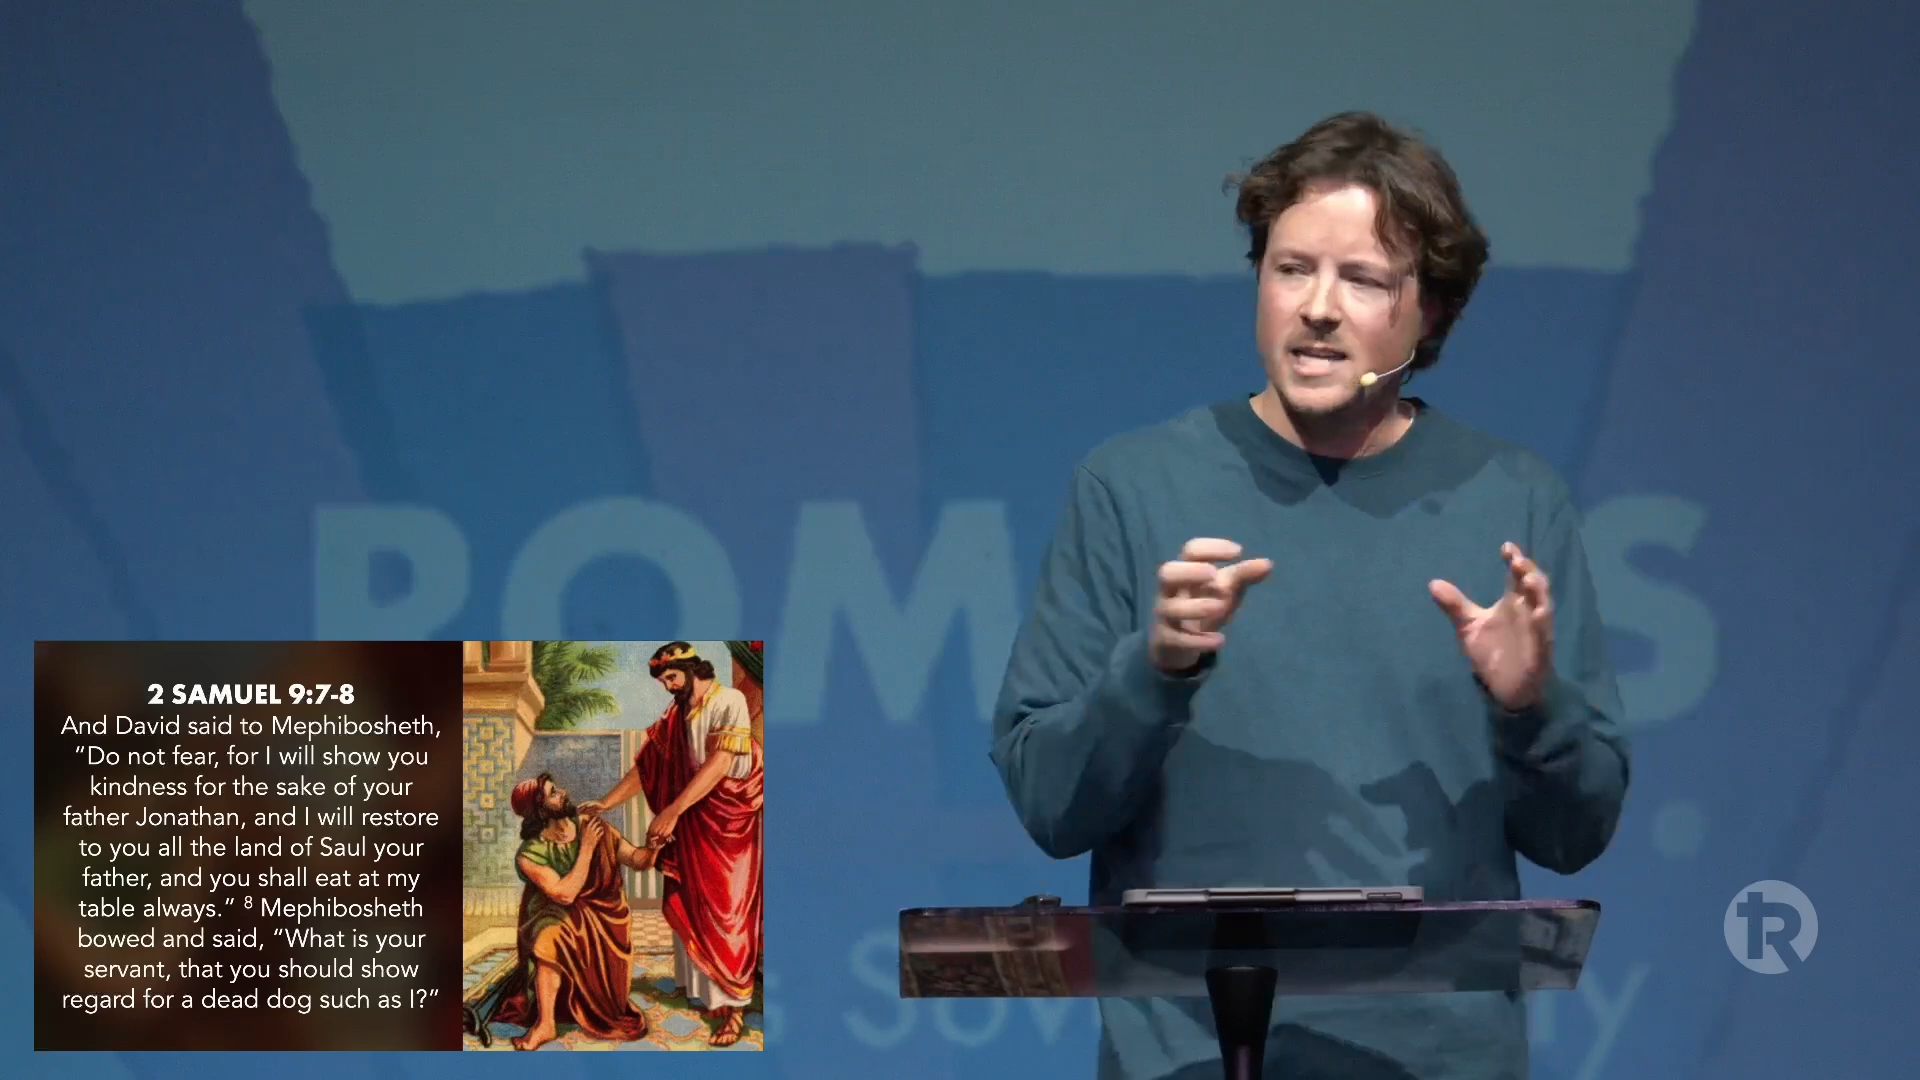 ROM S
s Sov y
2 SAMUEL 9:7-8
And David said to Mephibosheth,
“Do not fear, for I will show you
kindness for the sake of your
father Jonathan, and I will restore
to you all the land of Saul your
father, and you shall eat at my
table always.” ⁸ Mephibosheth
bowed and said, “What is your
servant, that you should show
regard for a dead dog such as I?”
R